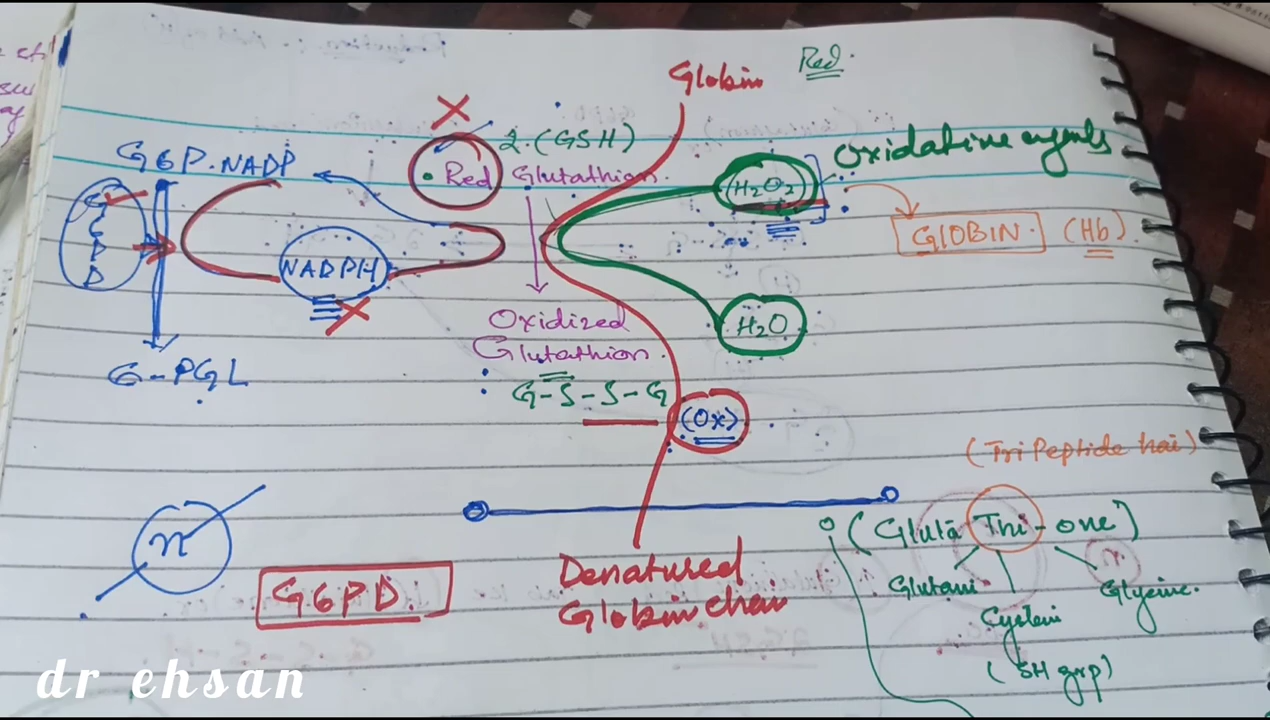 Globin Red.
2.(GSH)
Oxidative agents
G6P.NADP
Red Glutathion.
(H2O2)
GLOBIN. (Hb)
G6PD
NADPH
Oxidized
Glutathion.
H2O
G-PGL
G-S-S-G
(Ox)
(Tri Peptide hai)
(Gluta-Thi-one)
n
G6PD.
Denatured
Globin chain
Glutami
Cystein
Glycine.
(SH grp)
n
dr ehsan